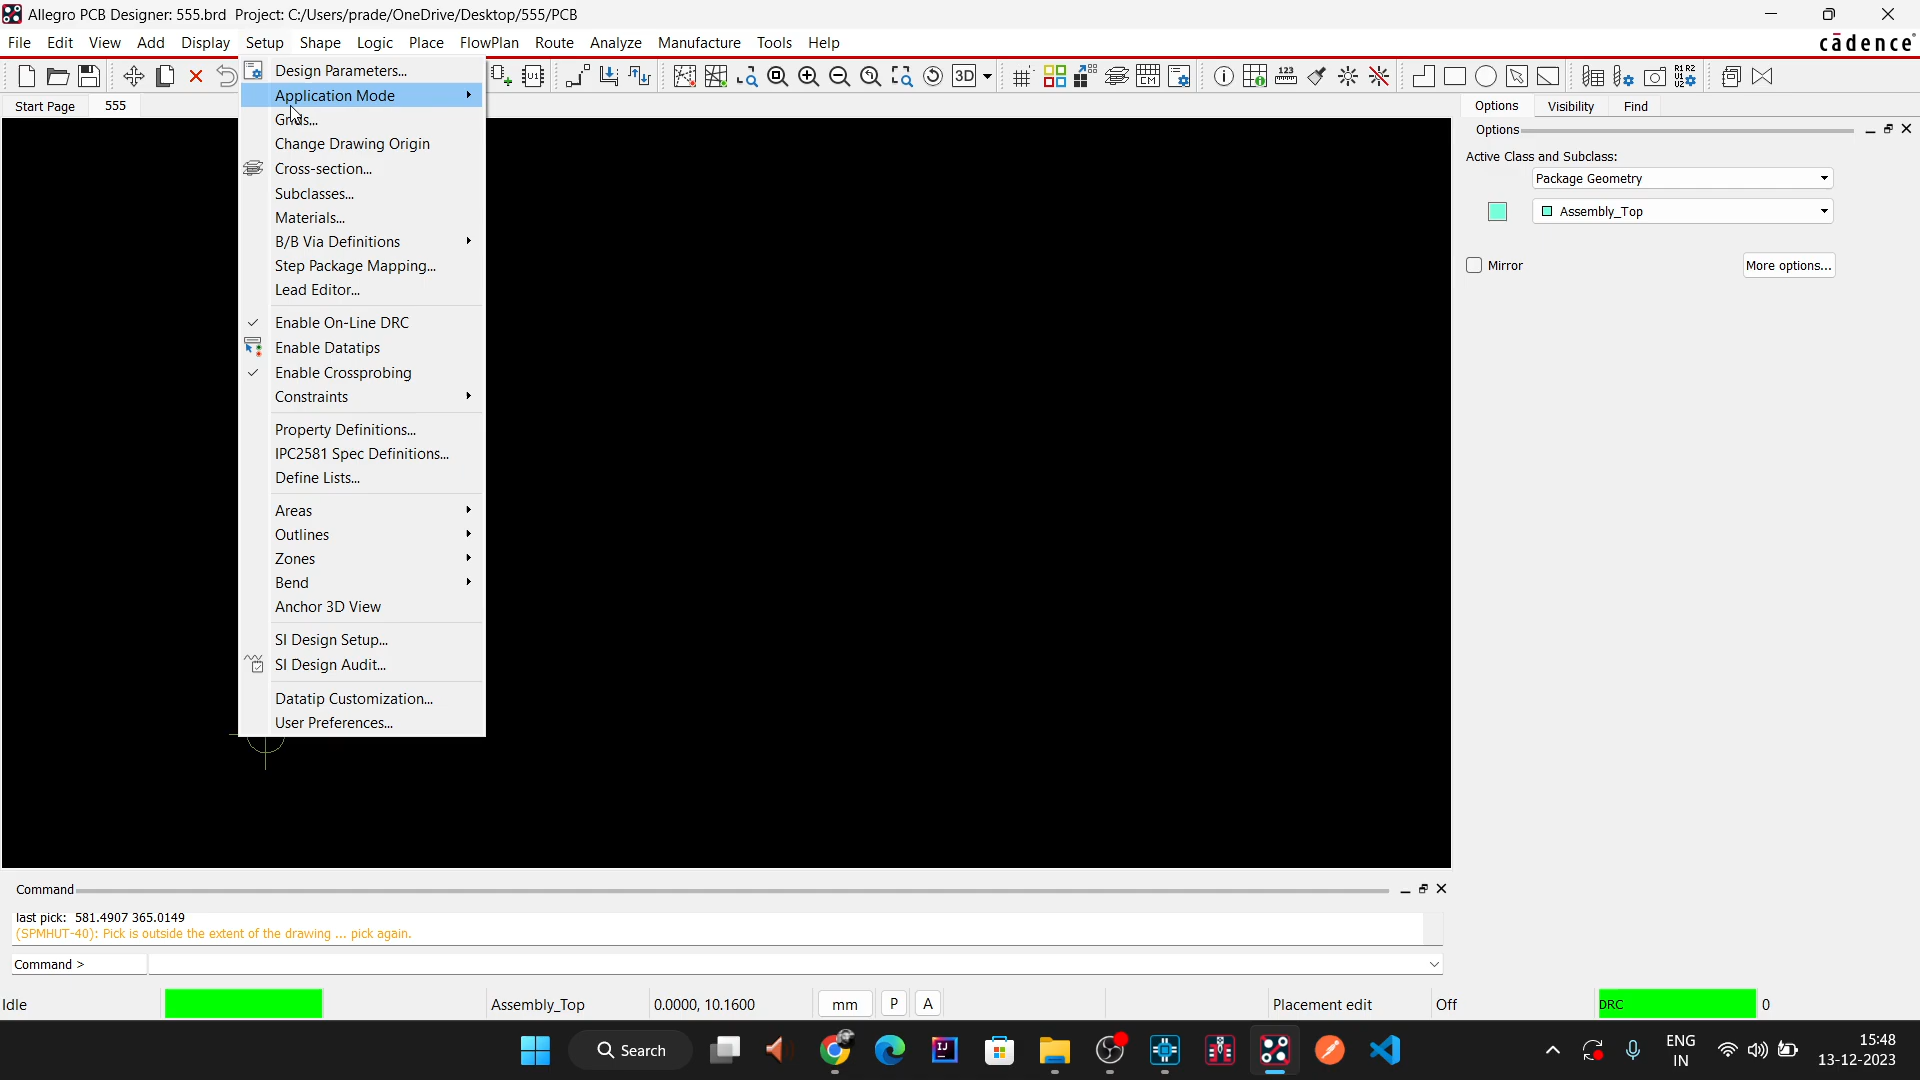 Allegro PCB Designer: 555.brd Project: C:/Users/prade/OneDrive/Desktop/555/PCB
File Edit View Add Display Setup Shape Logic Place FlowPlan Route Analyze Manufacture Tools Help
cādence
3D
Start Page 555
Design Parameters...
Application Mode
Grids...
Change Drawing Origin
Cross-section...
Subclasses...
Materials...
B/B Via Definitions
Step Package Mapping...
Lead Editor...
Enable On-Line DRC
Enable Datatips
Enable Crossprobing
Constraints
Property Definitions...
IPC2581 Spec Definitions...
Define Lists...
Areas
Outlines
Zones
Bend
Anchor 3D View
SI Design Setup...
SI Design Audit...
Datatip Customization...
User Preferences...
Options Visibility Find
Options
Active Class and Subclass:
Package Geometry
Assembly_Top
Mirror More options...
Command
last pick: 581.4907 365.0149
(SPMHUT-40): Pick is outside the extent of the drawing ... pick again.
Command >
Idle Assembly_Top 0.0000, 10.1600 mm P A Placement edit Off DRC 0
Search
ENG
IN
15:48
13-12-2023